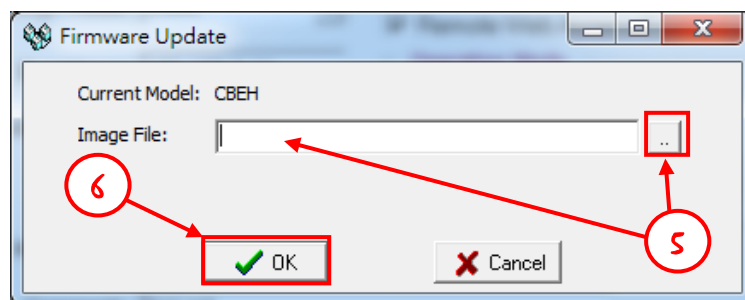 Firmware Update
Current Model: CBEH
Image File:
..
6
5
OK
Cancel